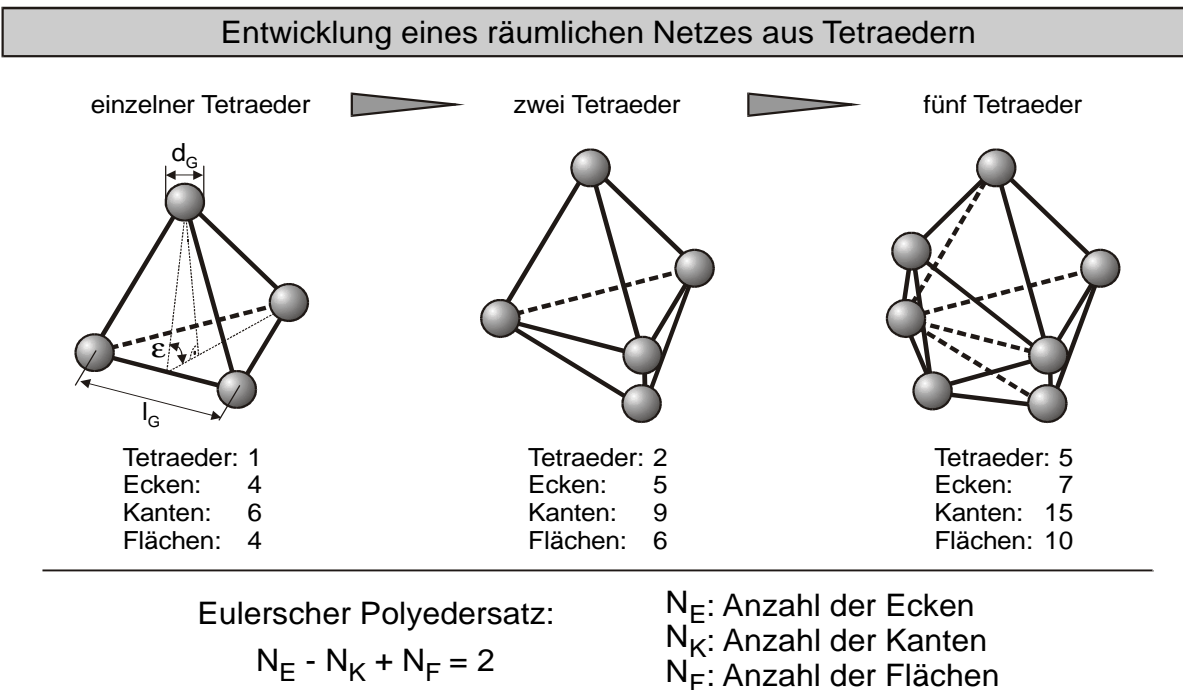 Entwicklung eines räumlichen Netzes aus Tetraedern
einzelner Tetraeder
zwei Tetraeder
fünf Tetraeder
d_G
ε
l_G
Tetraeder: 1
Ecken: 4
Kanten: 6
Flächen: 4
Tetraeder: 2
Ecken: 5
Kanten: 9
Flächen: 6
Tetraeder: 5
Ecken: 7
Kanten: 15
Flächen: 10
Eulerscher Polyedersatz:
N_E - N_K + N_F = 2
N_E: Anzahl der Ecken
N_K: Anzahl der Kanten
N_F: Anzahl der Flächen